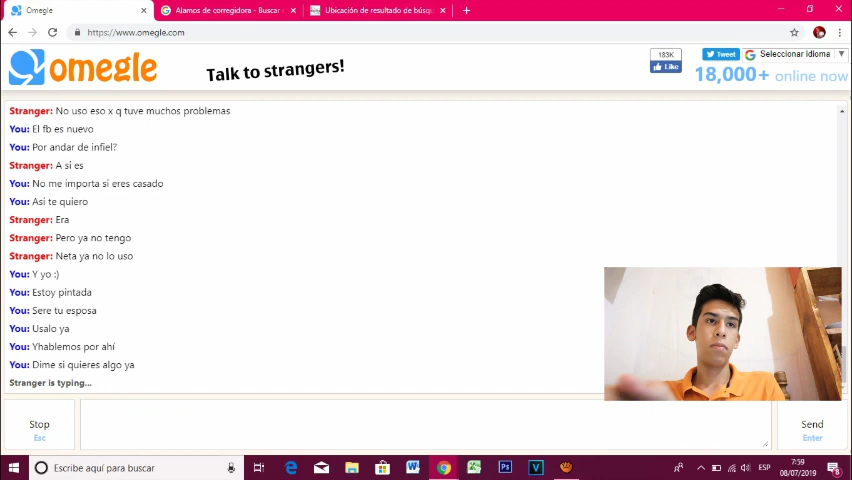 Omegle
Alamos de corregidora - Buscar
Ubicación de resultado de búsqu
https://www.omegle.com
omegle
Talk to strangers!
183K
Like
Tweet
Seleccionar idioma
18,000+ online now
Stranger: No uso eso x q tuve muchos problemas
You: El fb es nuevo
You: Por andar de infiel?
Stranger: A si es
You: No me importa si eres casado
You: Asi te quiero
Stranger: Era
Stranger: Pero ya no tengo
Stranger: Neta ya no lo uso
You: Y yo :)
You: Estoy pintada
You: Sere tu esposa
You: Usalo ya
You: Yhablemos por ahí
You: Dime si quieres algo ya
Stranger is typing...
Stop
Esc
Send
Enter
Escribe aquí para buscar
ESP
7:59
08/07/2019
8